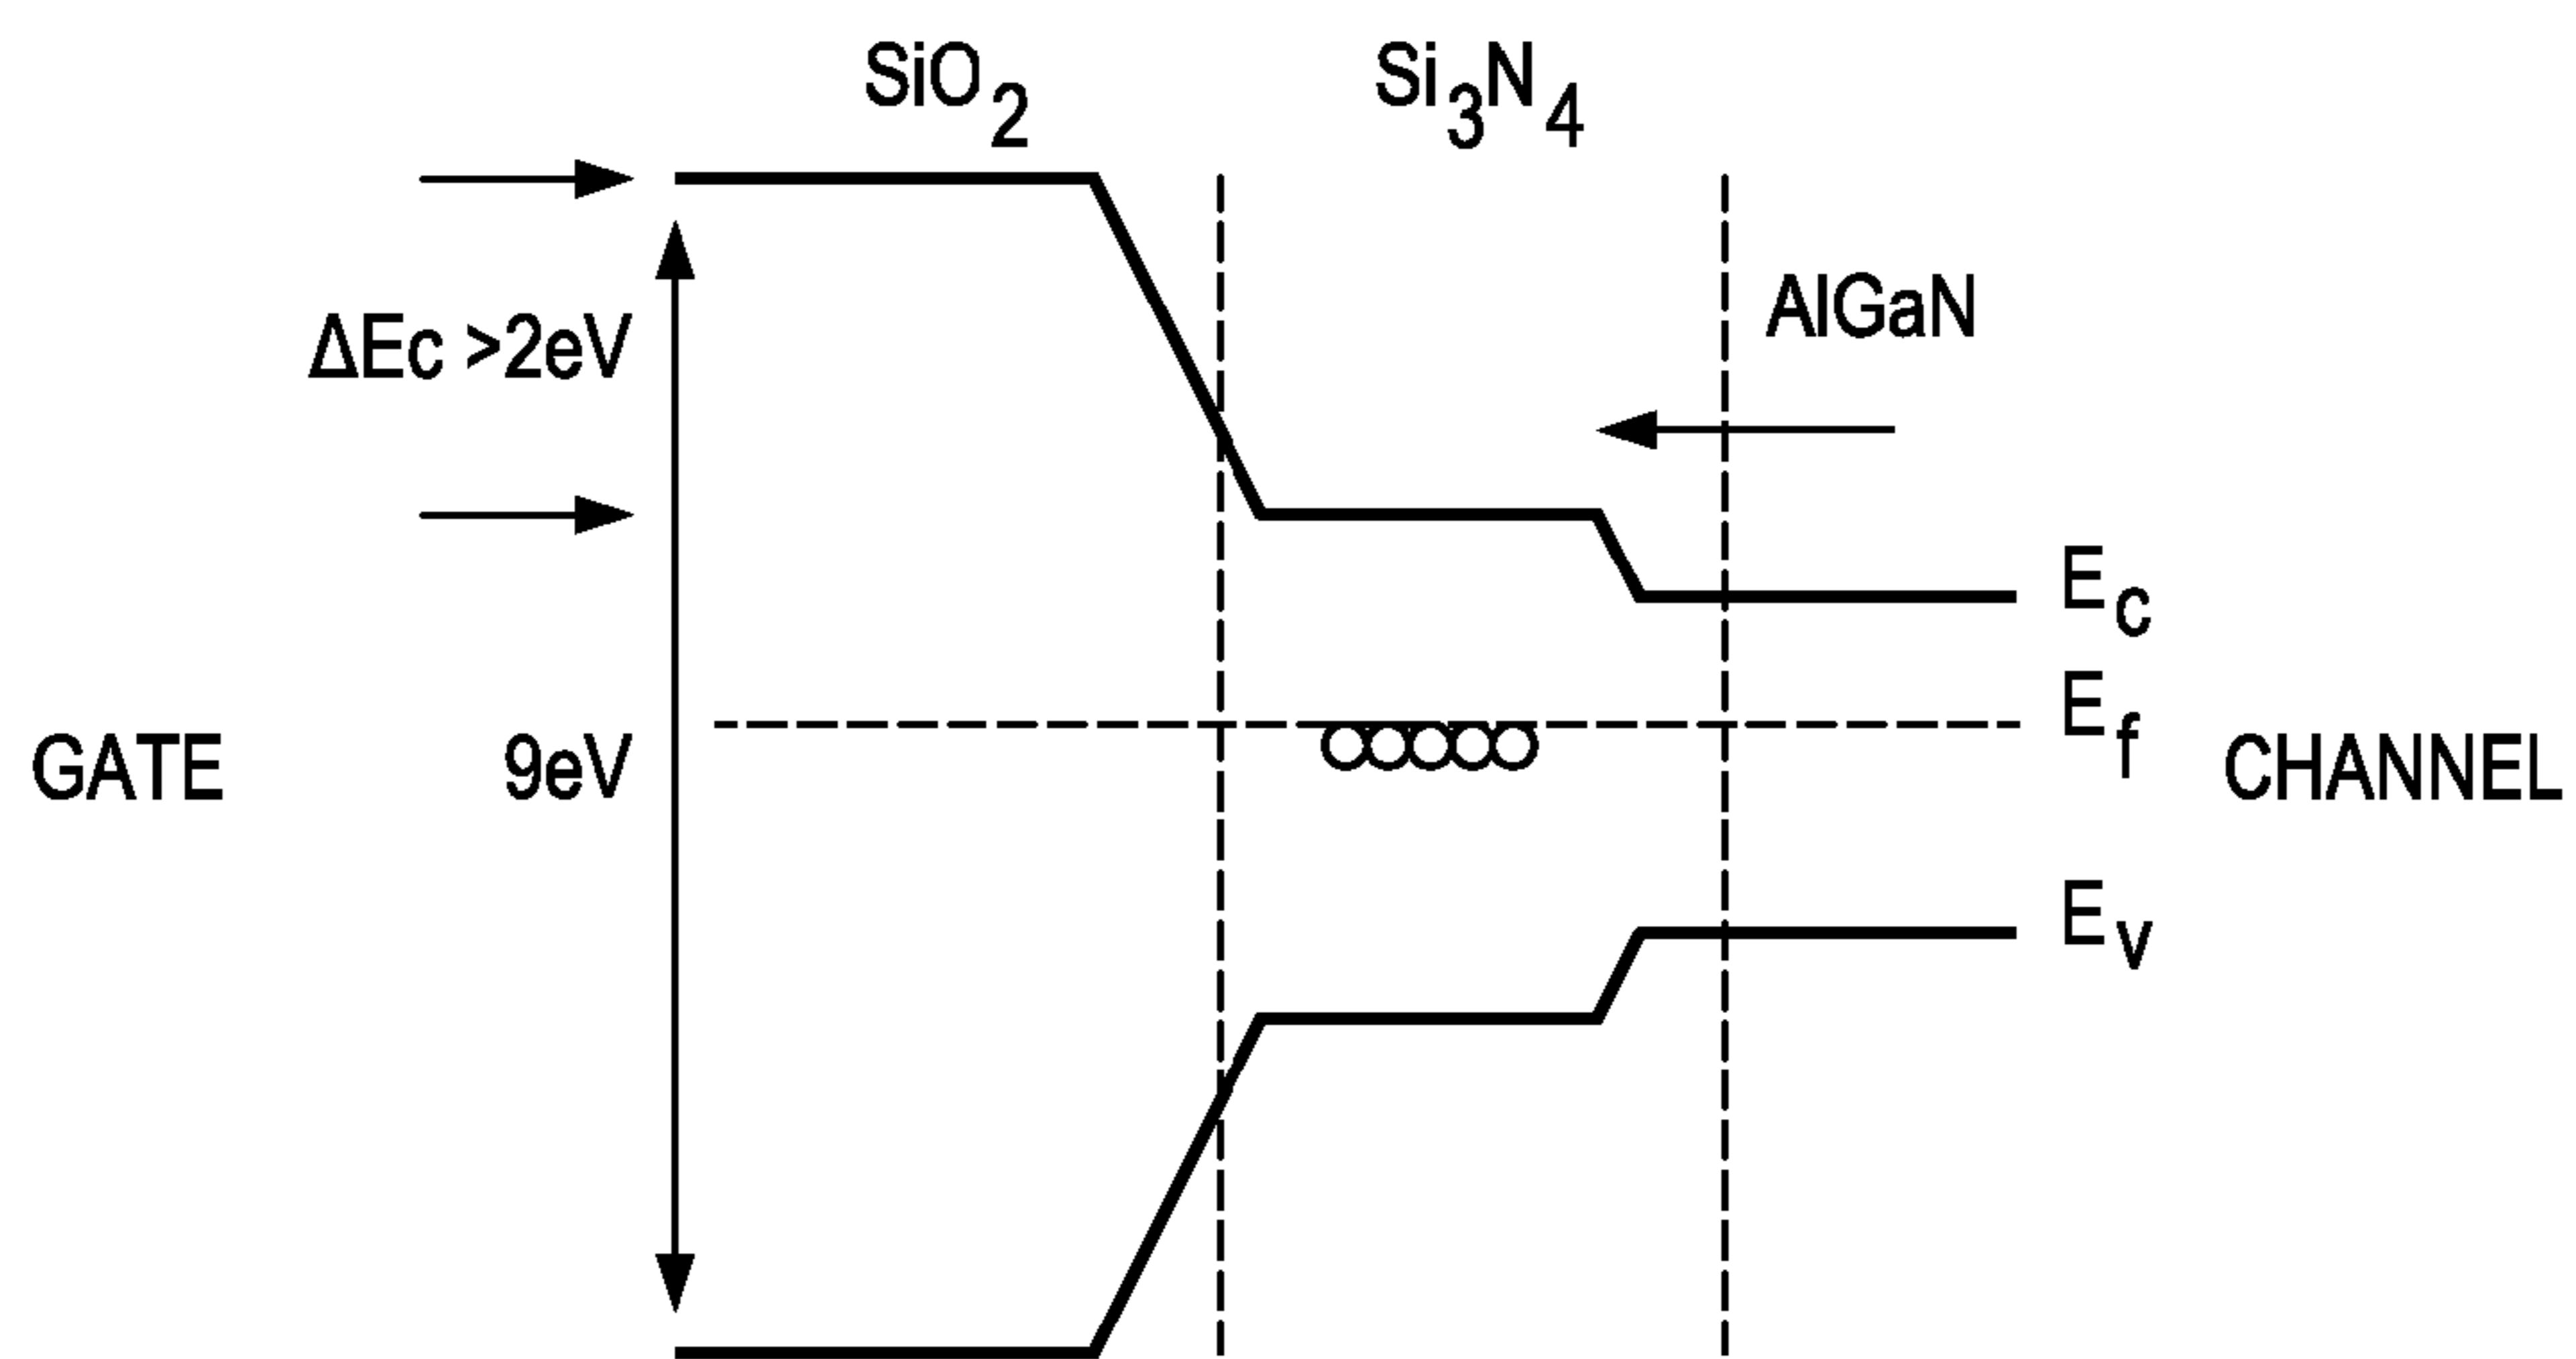 SiO2
Si3N4
AlGaN
ΔEc >2eV
Ec
Ef
GATE
9eV
CHANNEL
Ev